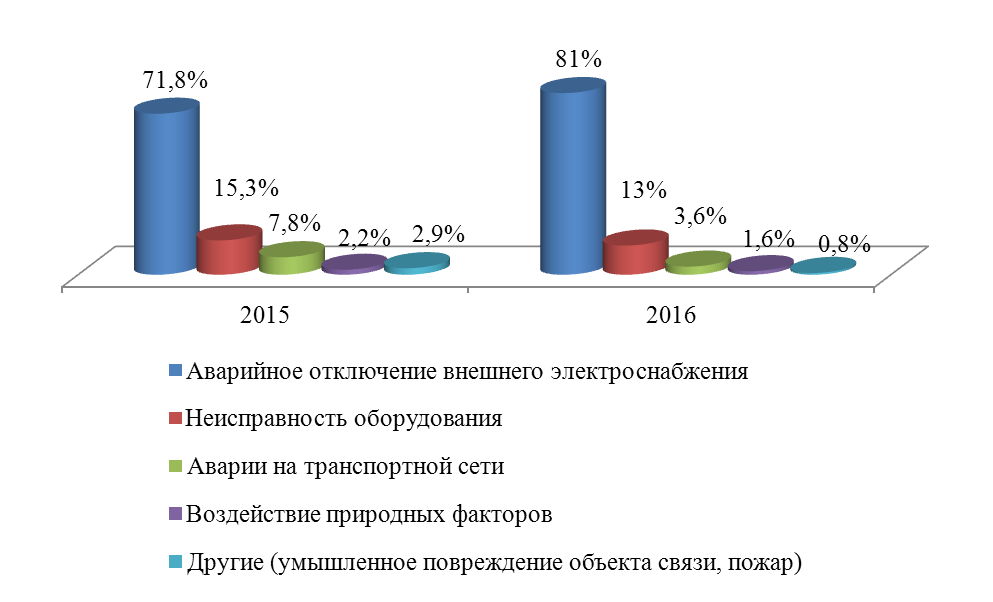 81%
71,8%
15,3%
13%
7,8%
3,6%
2,2%
2,9%
1,6%
0,8%
2015
2016
Аварийное отключение внешнего электроснабжения
Неисправность оборудования
Аварии на транспортной сети
Воздействие природных факторов
Другие (умышленное повреждение объекта связи, пожар)